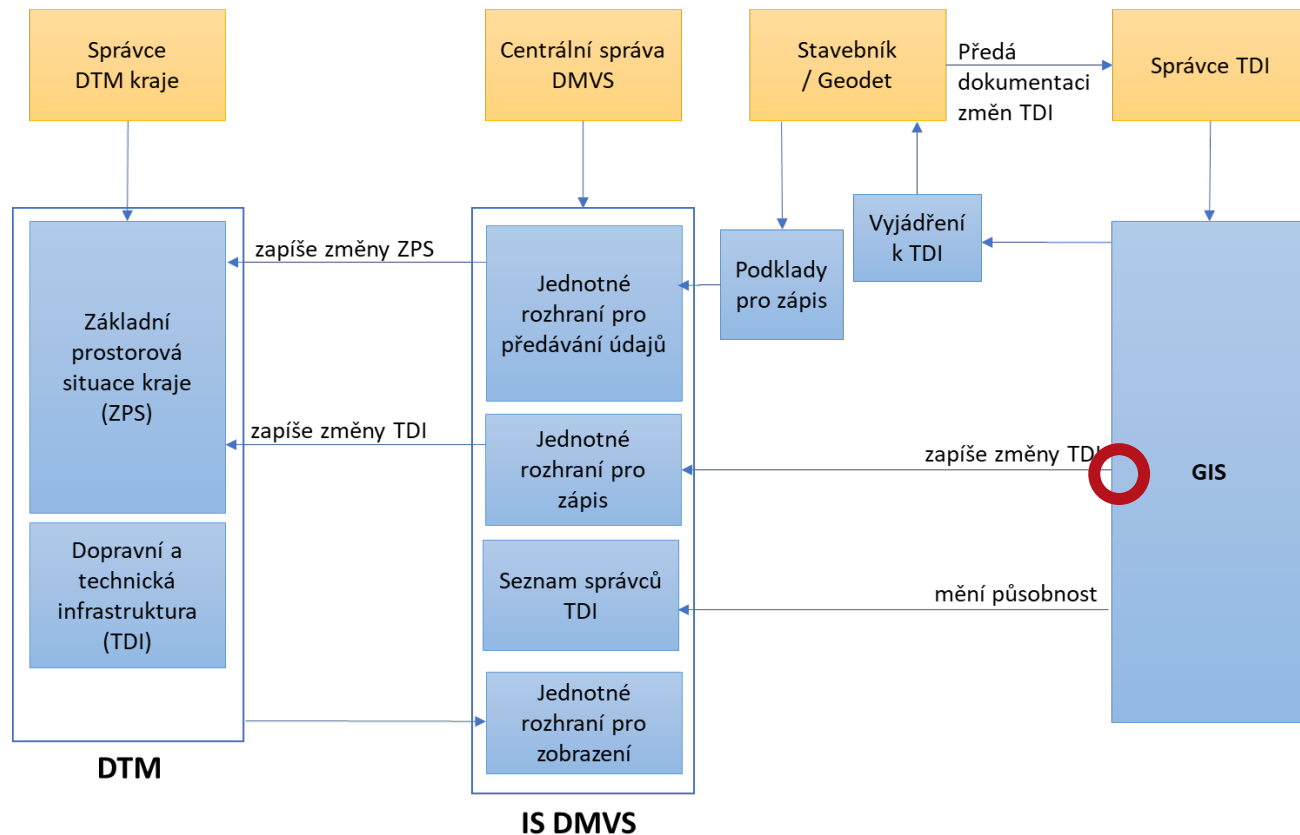 Správce
DTM kraje
Centrální správa
DMVS
Stavebník
/ Geodet
Předá
dokumentaci
změn TDI
Správce TDI
Vyjádření
k TDI
Podklady
pro zápis
zapíše změny ZPS
Jednotné
rozhraní pro
předávání údajů
Základní
prostorová
situace kraje
(ZPS)
zapíše změny TDI
Jednotné
rozhraní pro
zápis
zapíše změny TDI
GIS
Dopravní a
technická
infrastruktura
(TDI)
Seznam správců
TDI
mění působnost
Jednotné
rozhraní pro
zobrazení
DTM
IS DMVS